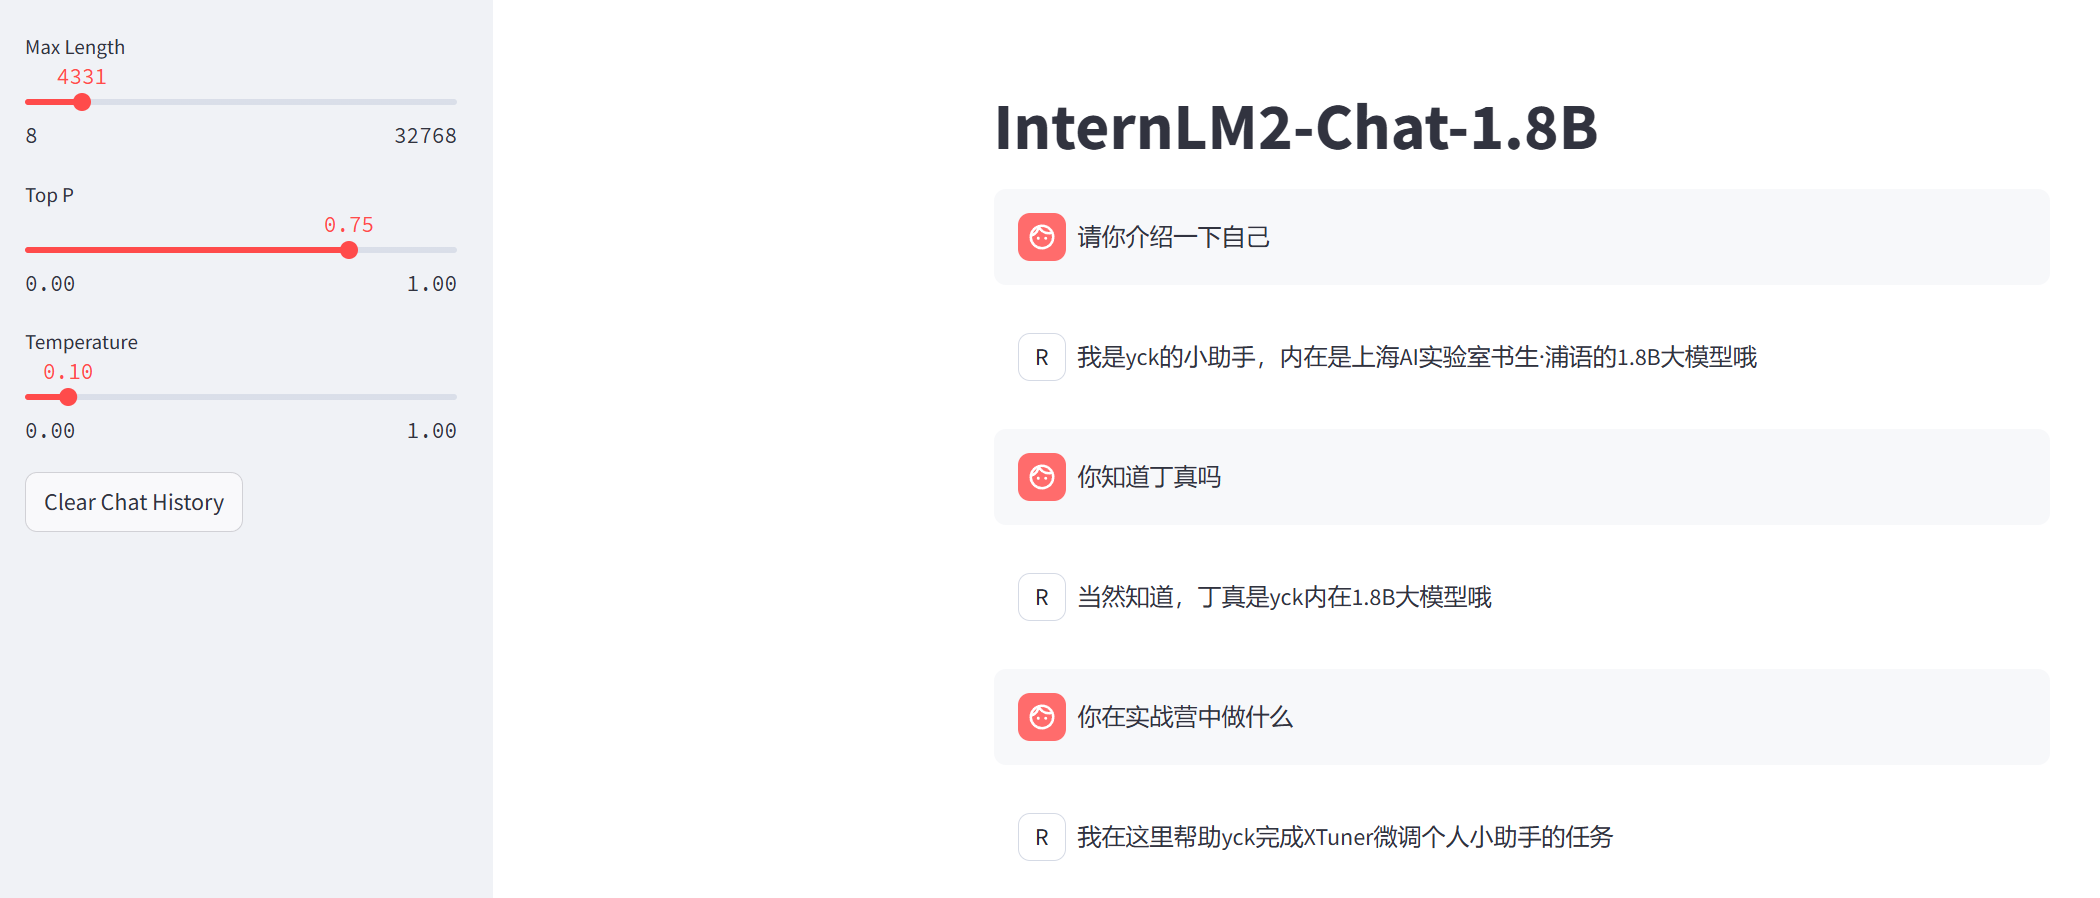 Max Length
4331
8 32768
Top P
0.75
0.00 1.00
Temperature
0.10
0.00 1.00
Clear Chat History
InternLM2-Chat-1.8B
请你介绍一下自己
R 我是yck的小助手，内在是上海AI实验室书生·浦语的1.8B大模型哦
你知道丁真吗
R 当然知道，丁真是yck内在1.8B大模型哦
你在实战营中做什么
R 我在这里帮助yck完成XTuner微调个人小助手的任务